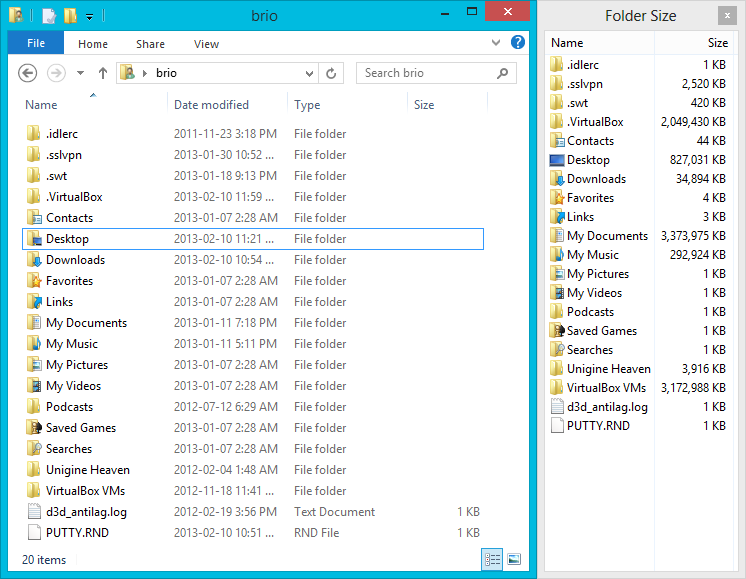 brio
File Home Share View
brio Search brio
Name Date modified Type Size
.idlerc 2011-11-23 3:18 PM File folder
.sslvpn 2013-01-30 10:52 ... File folder
.swt 2013-01-18 9:13 PM File folder
.VirtualBox 2013-02-10 11:59 ... File folder
Contacts 2013-01-07 2:28 AM File folder
Desktop 2013-02-10 11:21 ... File folder
Downloads 2013-02-10 10:54 ... File folder
Favorites 2013-01-07 2:28 AM File folder
Links 2013-01-07 2:28 AM File folder
My Documents 2013-01-11 7:18 PM File folder
My Music 2013-01-11 5:11 PM File folder
My Pictures 2013-01-07 2:28 AM File folder
My Videos 2013-01-07 2:28 AM File folder
Podcasts 2012-07-12 6:29 AM File folder
Saved Games 2013-01-07 2:28 AM File folder
Searches 2013-01-07 2:28 AM File folder
Unigine Heaven 2012-02-04 1:48 AM File folder
VirtualBox VMs 2012-11-18 11:41 ... File folder
d3d_antilag.log 2012-02-19 3:56 PM Text Document 1 KB
PUTTY.RND 2013-02-10 10:51 ... RND File 1 KB
20 items
Folder Size
Name Size
.idlerc 1 KB
.sslvpn 2,520 KB
.swt 420 KB
.VirtualBox 2,049,430 KB
Contacts 44 KB
Desktop 827,031 KB
Downloads 34,894 KB
Favorites 4 KB
Links 3 KB
My Documents 3,373,975 KB
My Music 292,924 KB
My Pictures 1 KB
My Videos 1 KB
Podcasts 1 KB
Saved Games 1 KB
Searches 1 KB
Unigine Heaven 3,916 KB
VirtualBox VMs 3,172,988 KB
d3d_antilag.log 1 KB
PUTTY.RND 1 KB